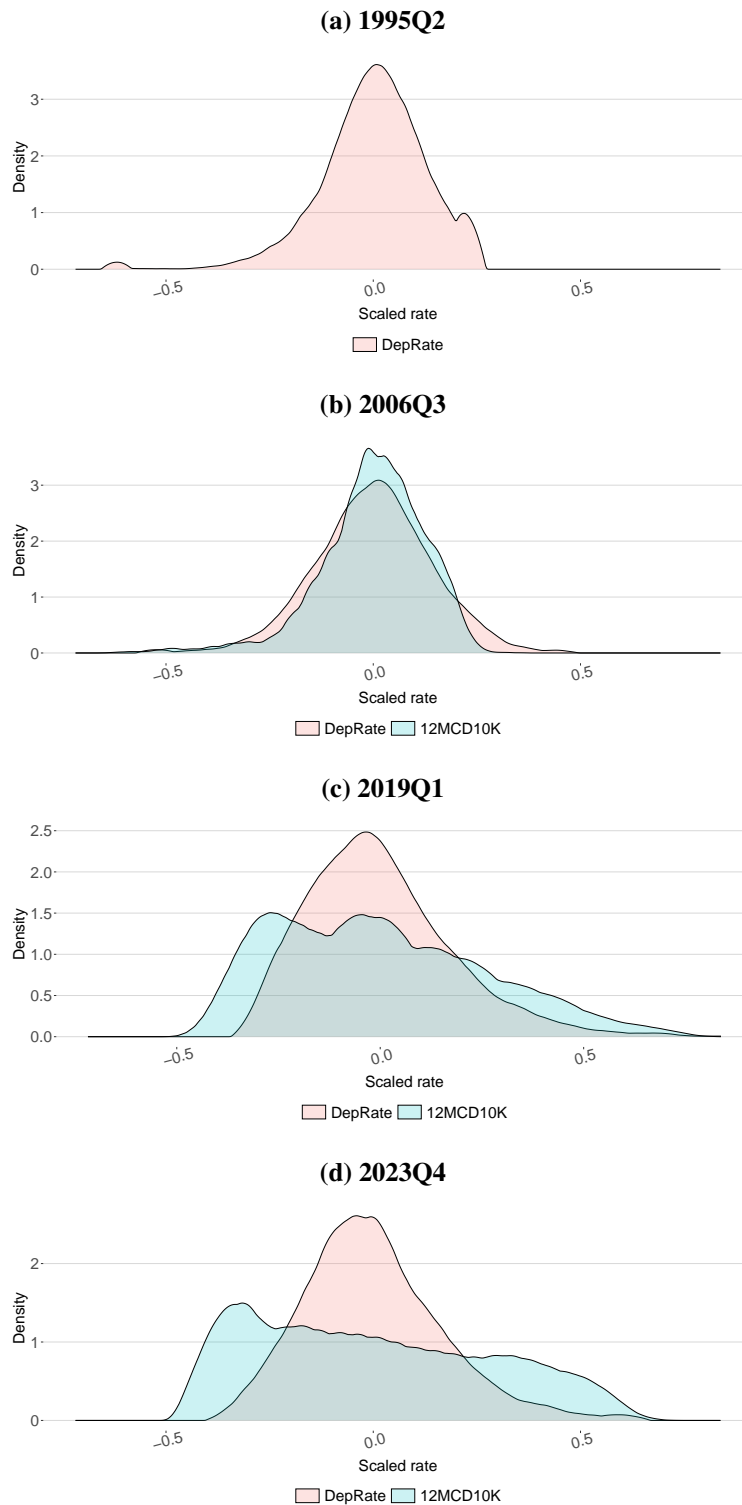 (a) 1995Q2
3
2
1
0
Density
−0.5
0.0
0.5
Scaled rate
DepRate
(b) 2006Q3
3
2
1
0
Density
−0.5
0.0
0.5
Scaled rate
DepRate 12MCD10K
(c) 2019Q1
2.5
2.0
1.5
1.0
0.5
0.0
Density
−0.5
0.0
0.5
Scaled rate
DepRate 12MCD10K
(d) 2023Q4
2
1
0
Density
−0.5
0.0
0.5
Scaled rate
DepRate 12MCD10K